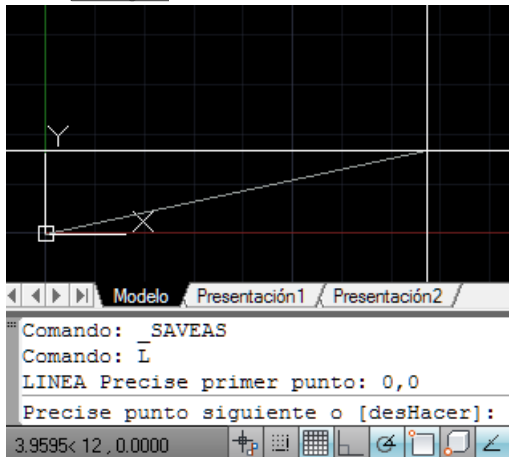 Y
X
Modelo Presentación1 Presentación2
Comando: _SAVEAS
Comando: L
LINEA Precise primer punto: 0,0
Precise punto siguiente o [desHacer]:
3.9595< 12 , 0.0000